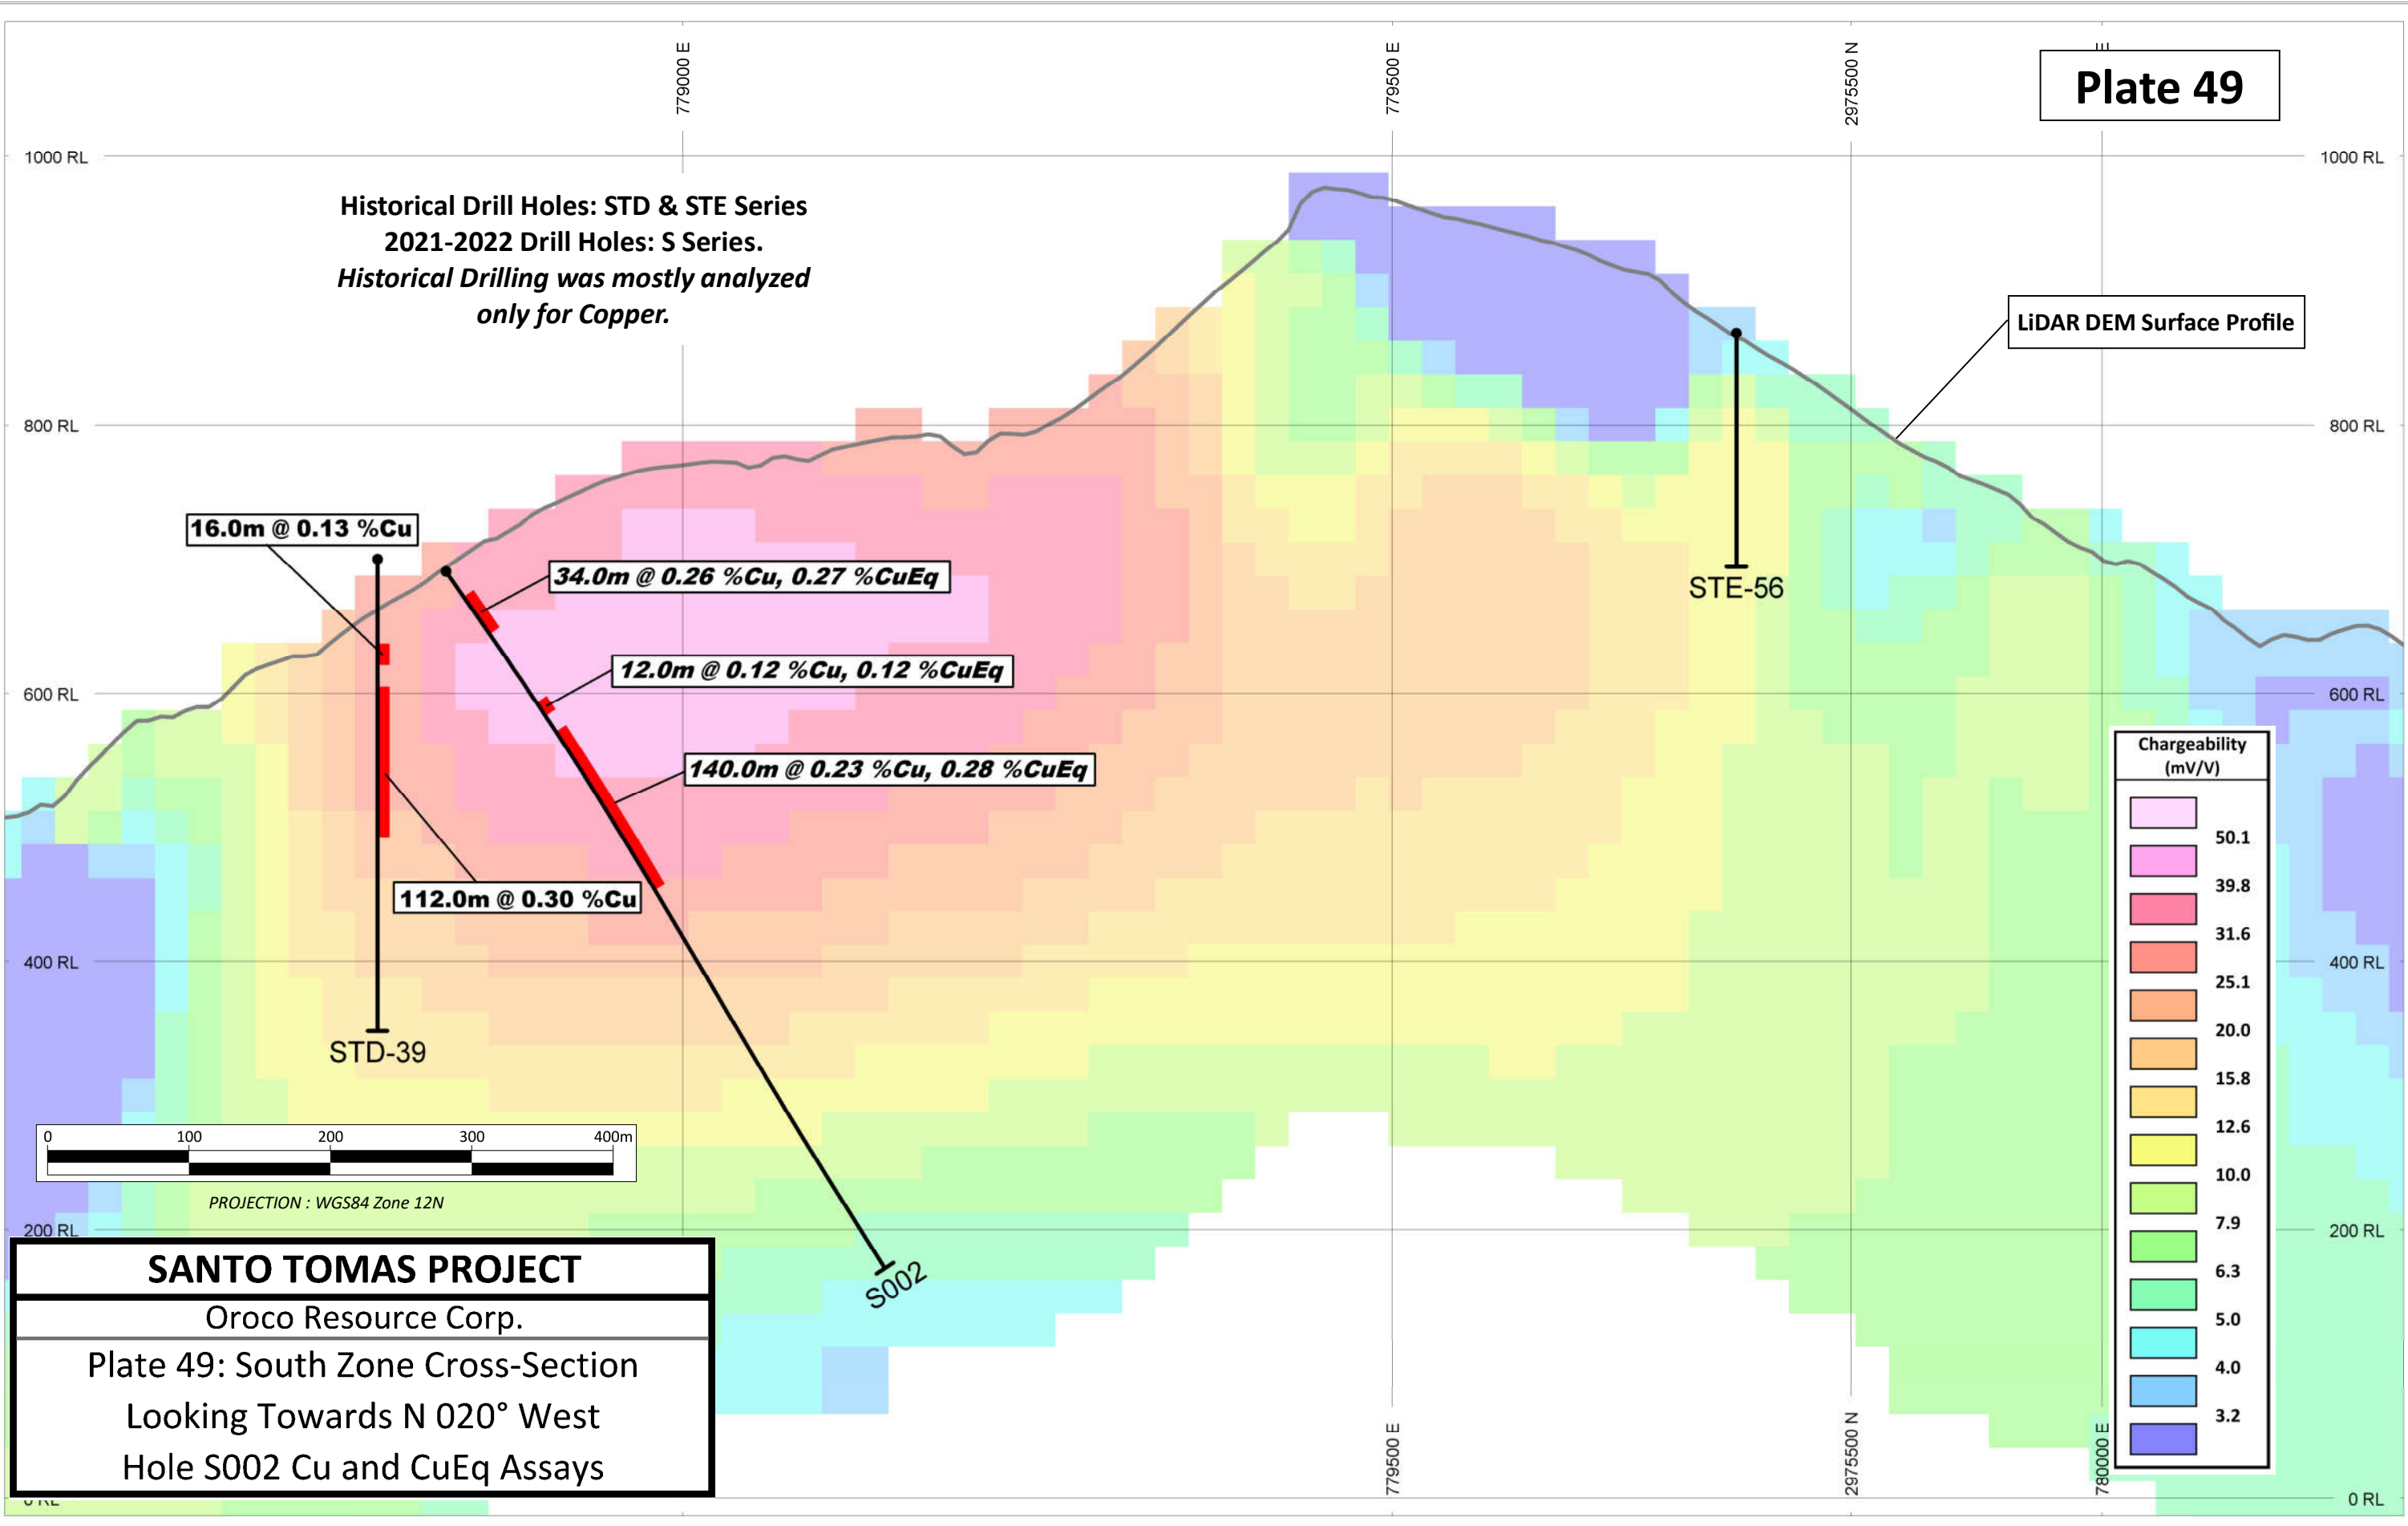 779000 E
779500 E
2975500 N
E
Plate 49
1000 RL
1000 RL
Historical Drill Holes: STD & STE Series
2021-2022 Drill Holes: S Series.
Historical Drilling was mostly analyzed
only for Copper.
LiDAR DEM Surface Profile
800 RL
800 RL
16.0m @ 0.13 %Cu
34.0m @ 0.26 %Cu, 0.27 %CuEq
STE-56
12.0m @ 0.12 %Cu, 0.12 %CuEq
600 RL
600 RL
140.0m @ 0.23 %Cu, 0.28 %CuEq
112.0m @ 0.30 %Cu
400 RL
400 RL
STD-39
S002
Chargeability
(mV/V)
50.1
39.8
31.6
25.1
20.0
15.8
12.6
10.0
7.9
6.3
5.0
4.0
3.2
0 100 200 300 400m
PROJECTION : WGS84 Zone 12N
200 RL
200 RL
SANTO TOMAS PROJECT
Oroco Resource Corp.
Plate 49: South Zone Cross-Section
Looking Towards N 020° West
Hole S002 Cu and CuEq Assays
779500 E
2975500 N
780000 E
0 RL
0 RL